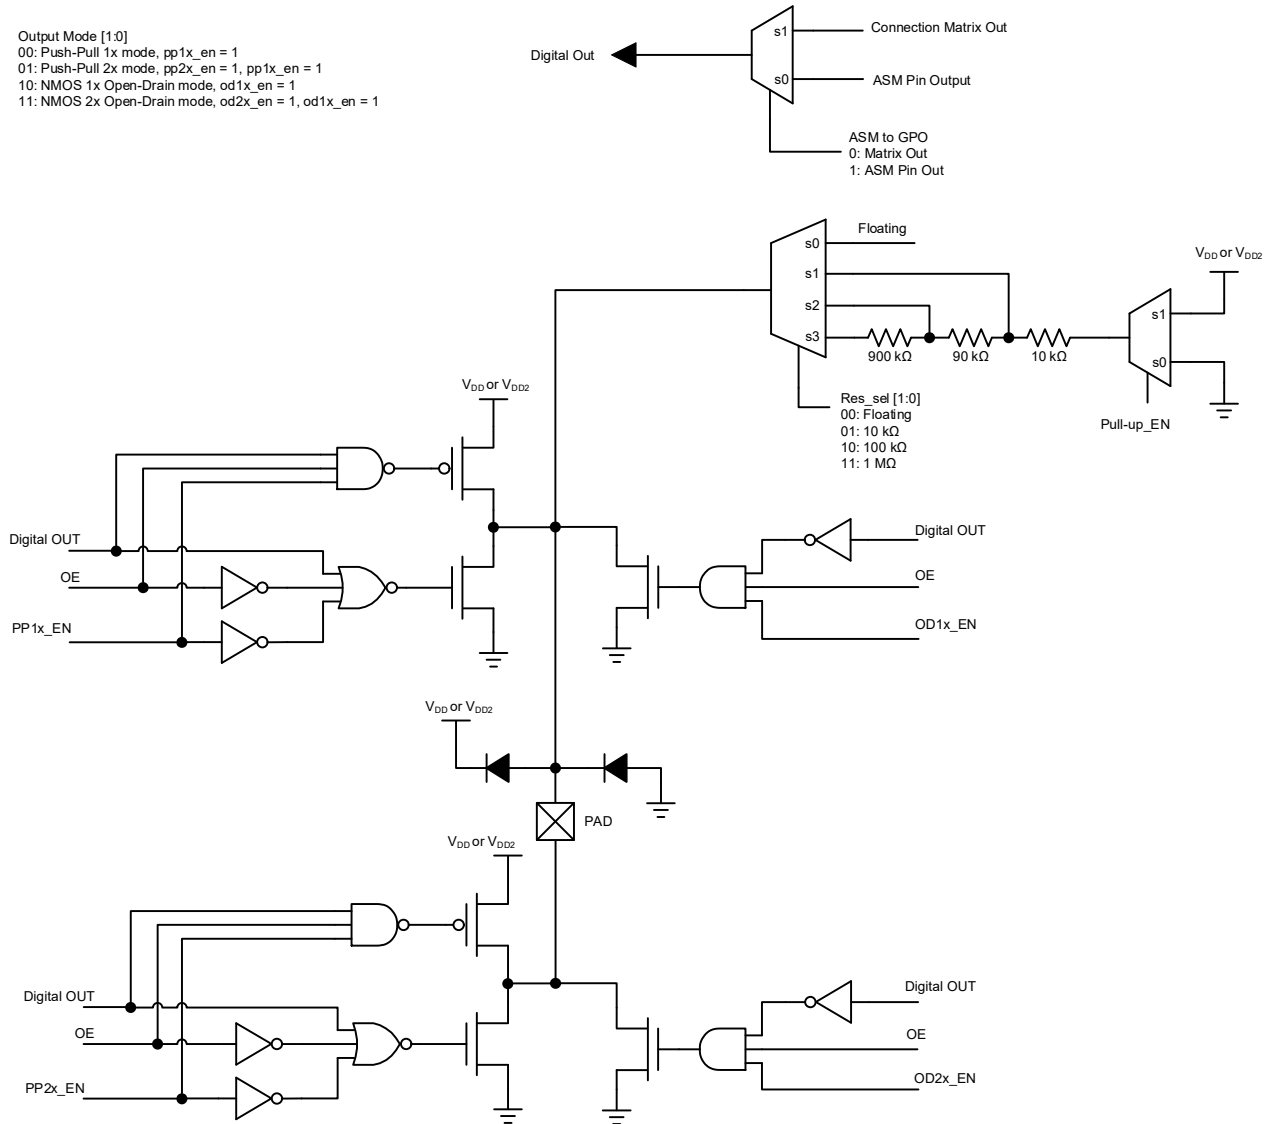 Output Mode [1:0]
00: Push-Pull 1x mode, pp1x_en = 1
01: Push-Pull 2x mode, pp2x_en = 1, pp1x_en = 1
10: NMOS 1x Open-Drain mode, od1x_en = 1
11: NMOS 2x Open-Drain mode, od2x_en = 1, od1x_en = 1
Digital Out
s1
Connection Matrix Out
s0
ASM Pin Output
ASM to GPO
0: Matrix Out
1: ASM Pin Out
s0
Floating
s1
s2
s3
900 kΩ
90 kΩ
10 kΩ
VDD or VDD2
s1
s0
Pull-up_EN
Res_sel [1:0]
00: Floating
01: 10 kΩ
10: 100 kΩ
11: 1 MΩ
VDD or VDD2
Digital OUT
OE
PP1x_EN
Digital OUT
OE
OD1x_EN
VDD or VDD2
PAD
VDD or VDD2
Digital OUT
OE
PP2x_EN
Digital OUT
OE
OD2x_EN